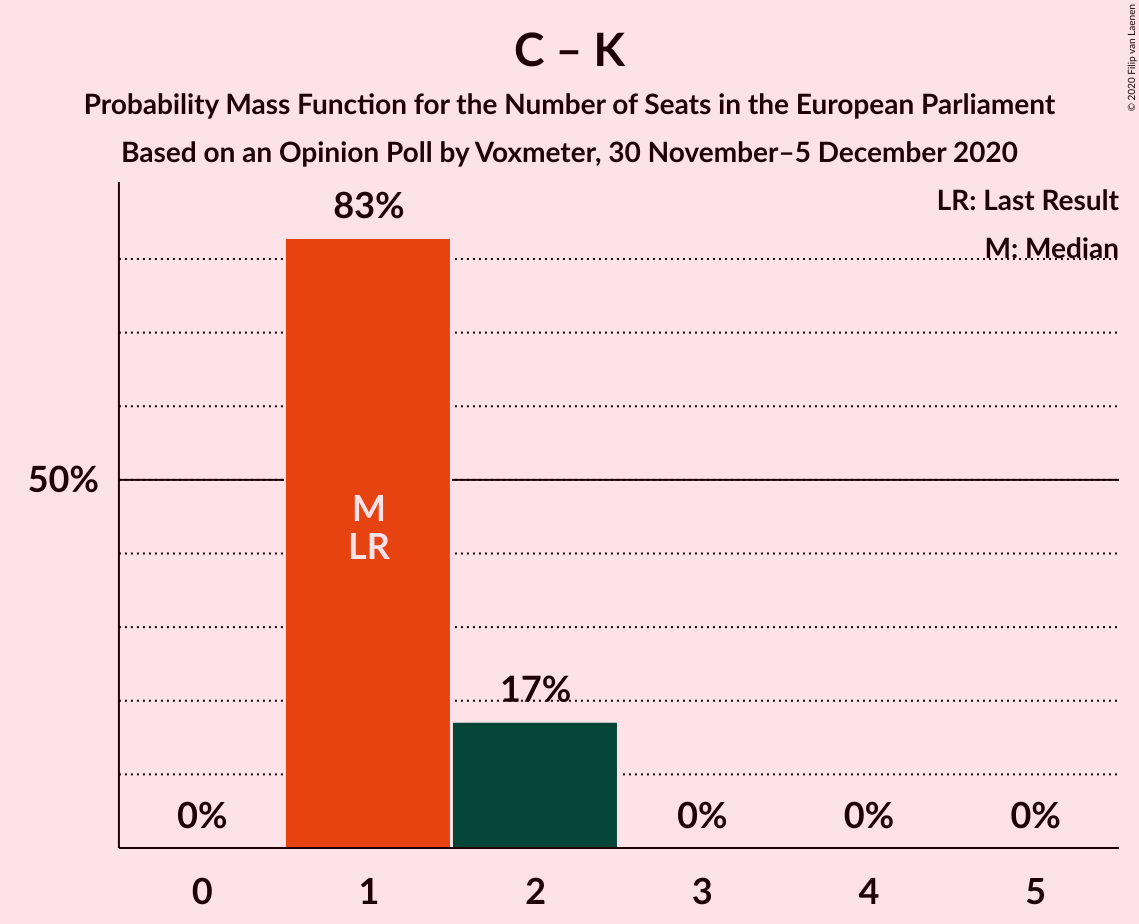 C – K
Probability Mass Function for the Number of Seats in the European Parliament
Based on an Opinion Poll by Voxmeter, 30 November–5 December 2020
© 2020 Filip van Laenen
LR: Last Result
M: Median
83%
50%
M
LR
17%
0%
0%
0%
0%
0 1 2 3 4 5